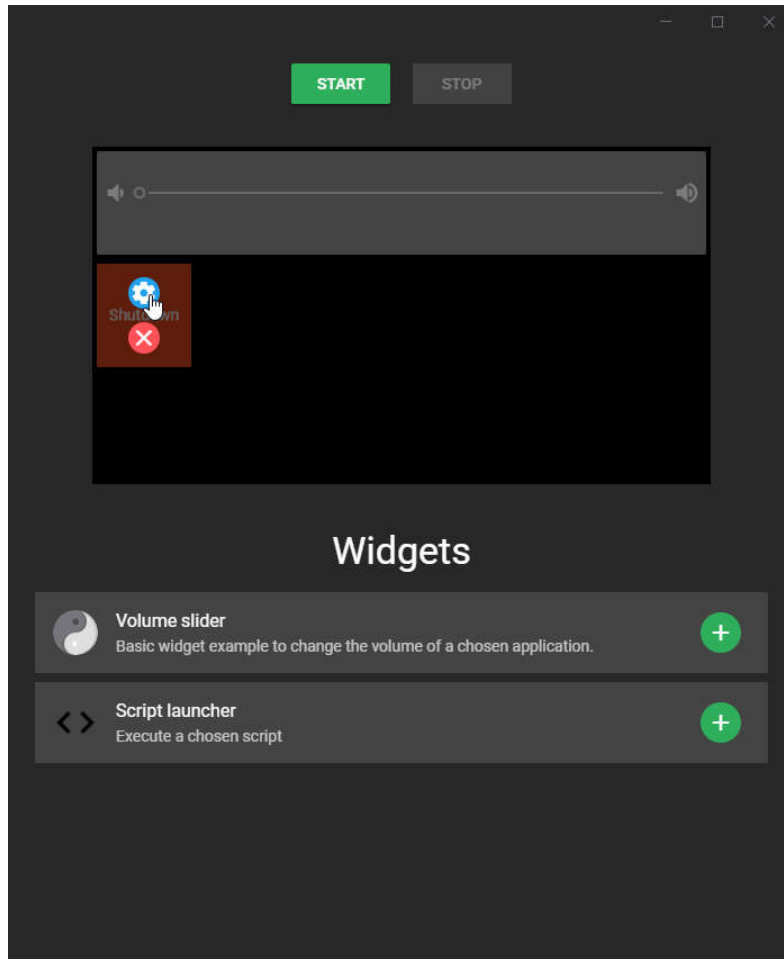 START
STOP
Shutdown
Widgets
Volume slider
Basic widget example to change the volume of a chosen application.
Script launcher
Execute a chosen script